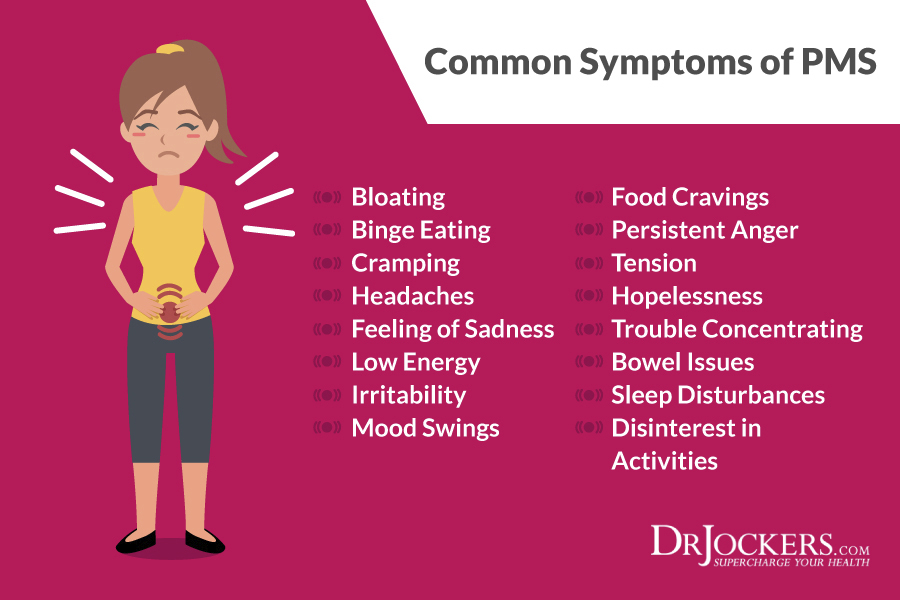 Common Symptoms of PMS
Bloating
Binge Eating
Cramping
Headaches
Feeling of Sadness
Low Energy
Irritability
Mood Swings
Food Cravings
Persistent Anger
Tension
Hopelessness
Trouble Concentrating
Bowel Issues
Sleep Disturbances
Disinterest in
Activities
DRJOCKERS.COM
SUPERCHARGE YOUR HEALTH